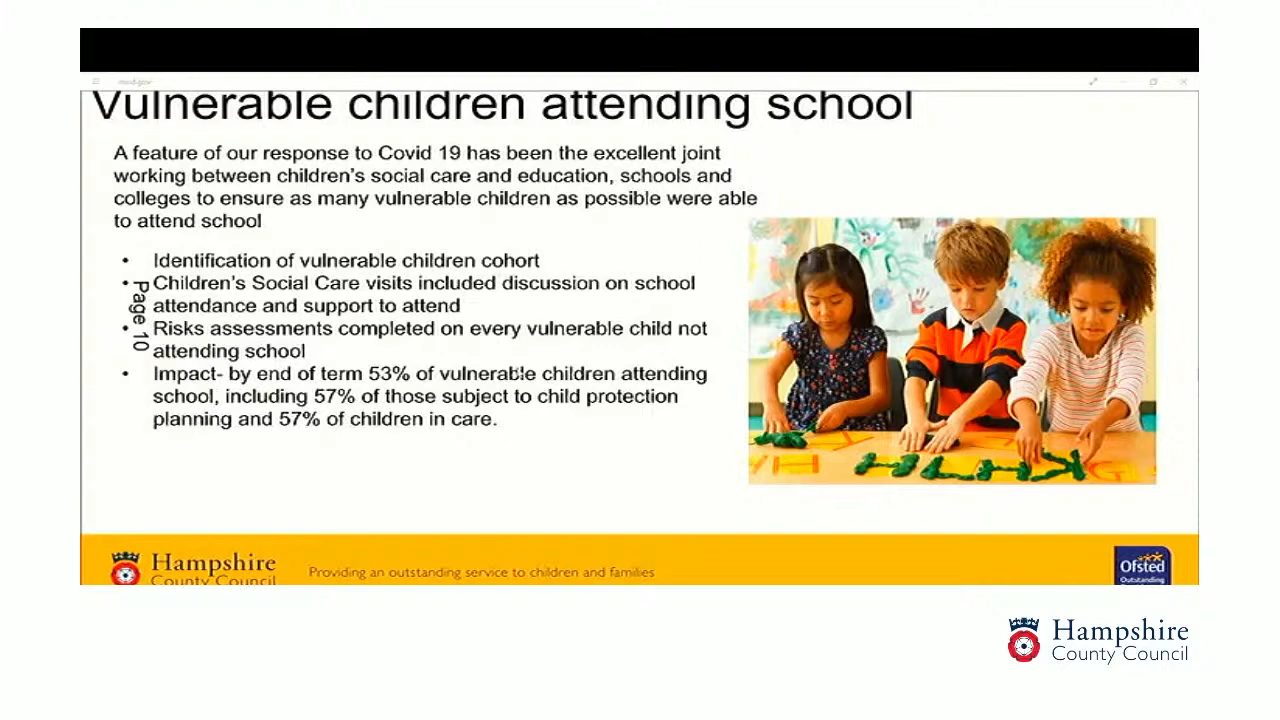 Vulnerable children attending school
A feature of our response to Covid 19 has been the excellent joint
working between children's social care and education, schools and
colleges to ensure as many vulnerable children as possible were able
to attend school
• Identification of vulnerable children cohort
• Children's Social Care visits included discussion on school
attendance and support to attend
• Risks assessments completed on every vulnerable child not
attending school
• Impact- by end of term 53% of vulnerable children attending
school, including 57% of those subject to child protection
planning and 57% of children in care.
Page 10
Hampshire
County Council
Providing an outstanding service to children and families
Ofsted
Outstanding
Hampshire
County Council